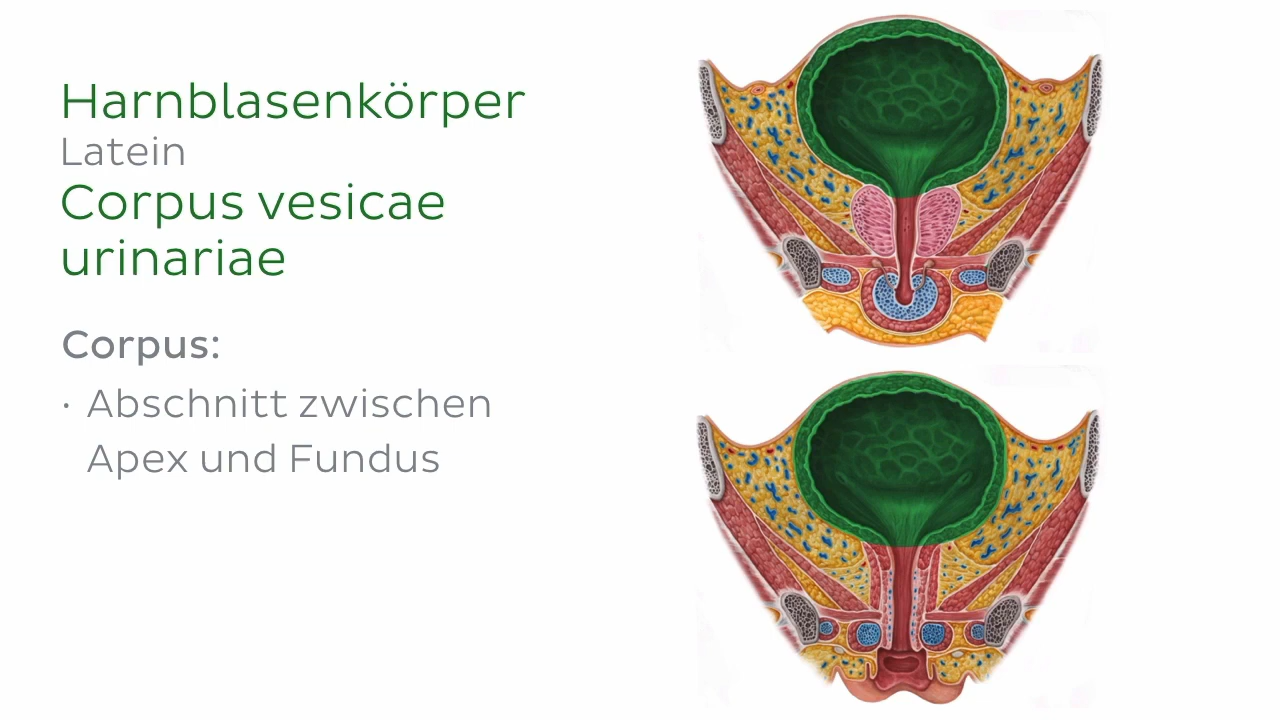 Harnblasenkörper
Latein
Corpus vesicae
urinariae
Corpus:
· Abschnitt zwischen
Apex und Fundus